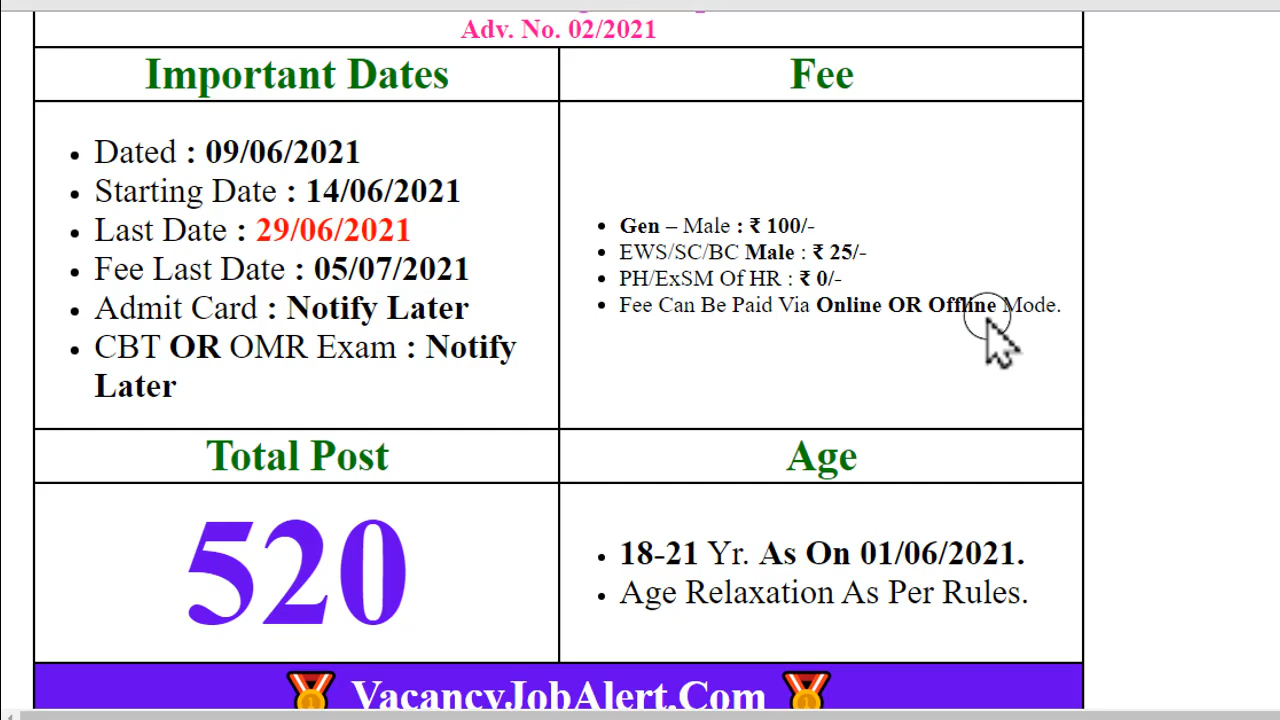 Adv. No. 02/2021
Important Dates
Fee
Dated : 09/06/2021
Starting Date : 14/06/2021
Last Date : 29/06/2021
Fee Last Date : 05/07/2021
Admit Card : Notify Later
CBT OR OMR Exam : Notify
Later
Gen – Male : ₹ 100/-
EWS/SC/BC Male : ₹ 25/-
PH/ExSM Of HR : ₹ 0/-
Fee Can Be Paid Via Online OR Offline Mode.
Total Post
Age
520
18-21 Yr. As On 01/06/2021.
Age Relaxation As Per Rules.
VacancyJobAlert.Com